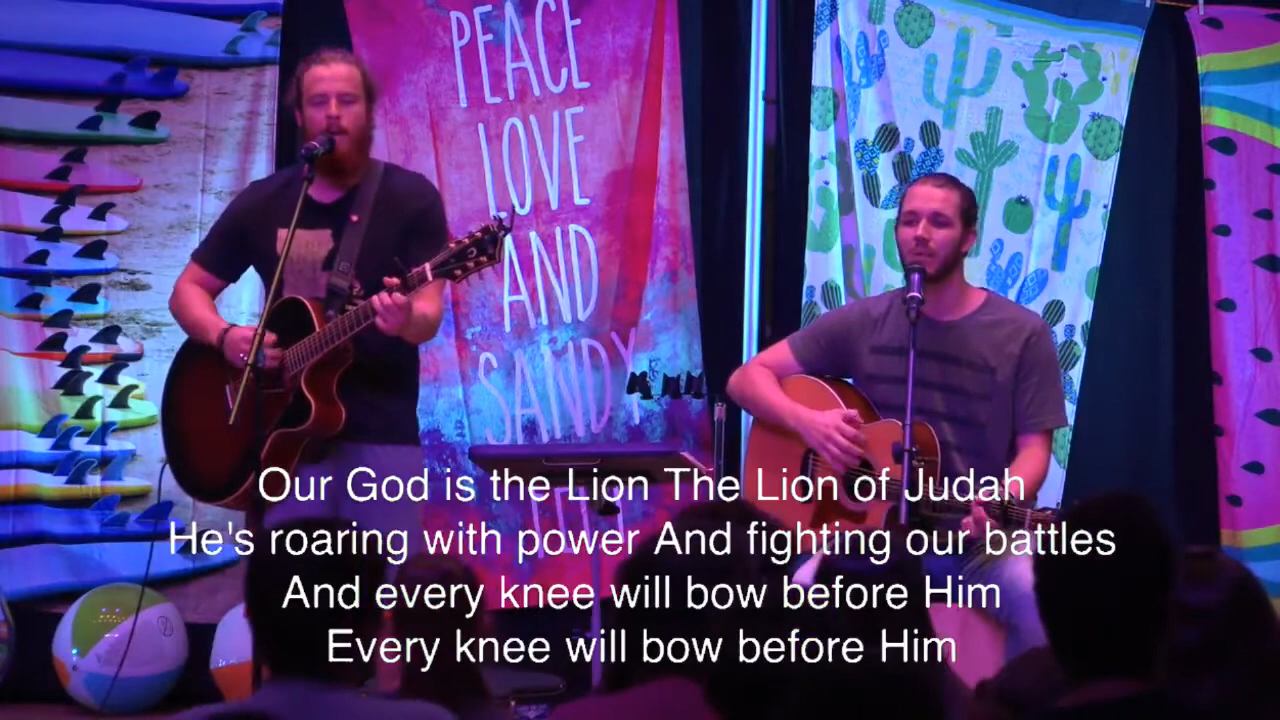 PEACE
LOVE
AND
SANDY
Our God is the Lion The Lion of Judah
He's roaring with power And fighting our battles
And every knee will bow before Him
Every knee will bow before Him